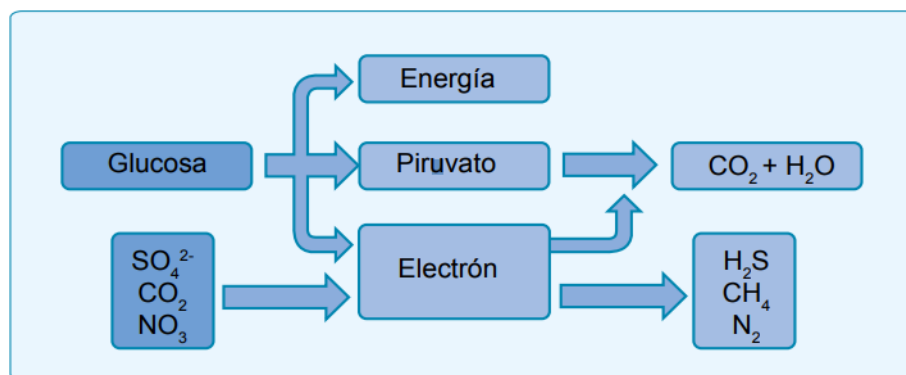 Energía
Glucosa
Piruvato
CO₂ + H₂O
Electrón
SO₄²⁻
CO₂
NO₃
H₂S
CH₄
N₂